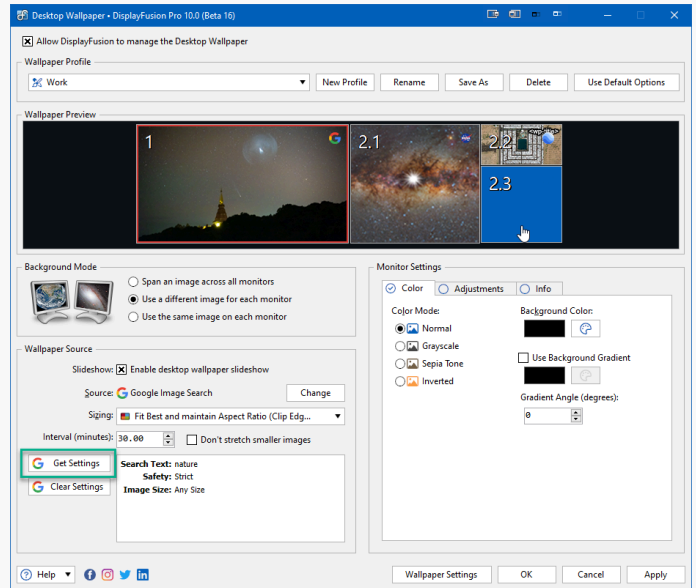 Desktop Wallpaper • DisplayFusion Pro 10.0 (Beta 16)
Allow DisplayFusion to manage the Desktop Wallpaper
Wallpaper Profile
Work
New Profile
Rename
Save As
Delete
Use Default Options
Wallpaper Preview
1
2.1
2.2
2.3
Background Mode
Span an image across all monitors
Use a different image for each monitor
Use the same image on each monitor
Wallpaper Source
Slideshow: Enable desktop wallpaper slideshow
Source: Google Image Search Change
Sizing: Fit Best and maintain Aspect Ratio (Clip Edg...
Interval (minutes): 30.00 Don't stretch smaller images
Get Settings
Clear Settings
Search Text: nature
Safety: Strict
Image Size: Any Size
Monitor Settings
Color Adjustments Info
Color Mode:
Normal
Grayscale
Sepia Tone
Inverted
Background Color:
Use Background Gradient
Gradient Angle (degrees):
0
Help
Wallpaper Settings
OK
Cancel
Apply